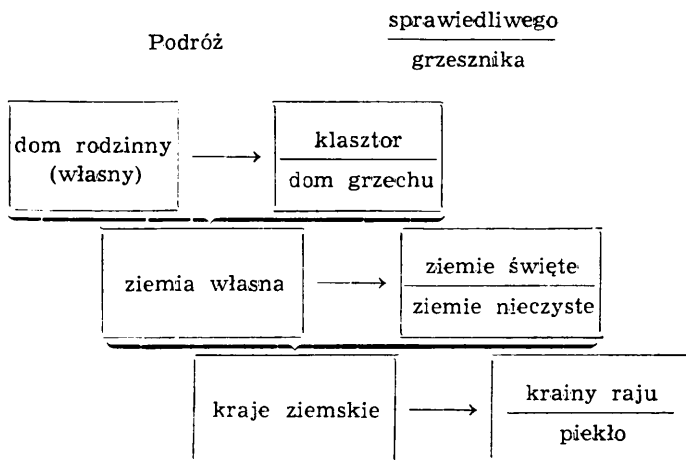 Podróż
sprawiedliwego
grzesznika
dom rodzinny
(własny)
klasztor
dom grzechu
ziemia własna
ziemie święte
ziemie nieczyste
kraje ziemskie
krainy raju
piekło